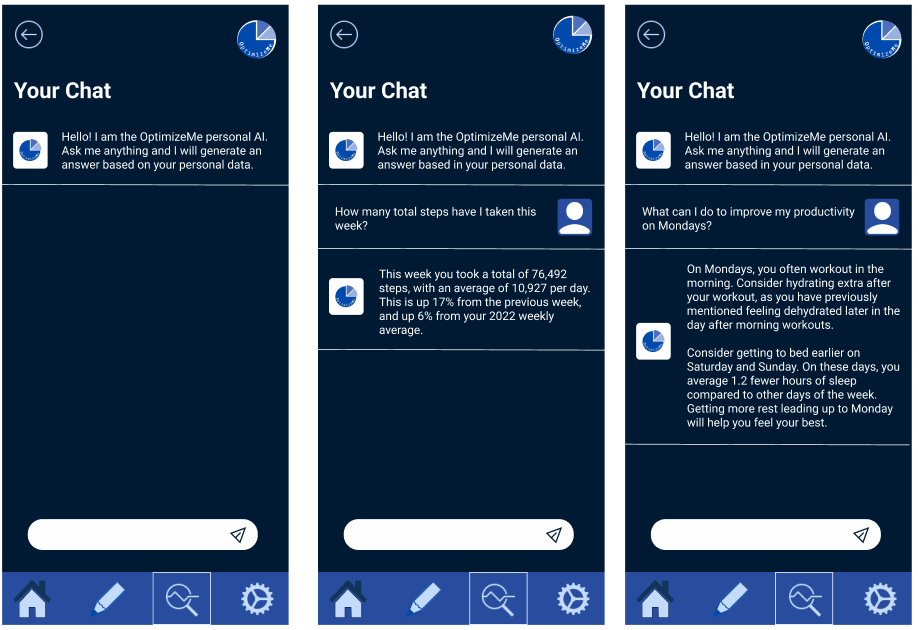 OptimizeMe
Your Chat
Hello! I am the OptimizeMe personal AI.
Ask me anything and I will generate an
answer based on your personal data.
OptimizeMe
Your Chat
Hello! I am the OptimizeMe personal AI.
Ask me anything and I will generate an
answer based in your personal data.
How many total steps have I taken this
week?
This week you took a total of 76,492
steps, with an average of 10,927 per day.
This is up 17% from the previous week,
and up 6% from your 2022 weekly
average.
OptimizeMe
Your Chat
Hello! I am the OptimizeMe personal AI.
Ask me anything and I will generate an
answer based in your personal data.
What can I do to improve my productivity
on Mondays?
On Mondays, you often workout in the
morning. Consider hydrating extra after
your workout, as you have previously
mentioned feeling dehydrated later in the
day after morning workouts.
Consider getting to bed earlier on
Saturday and Sunday. On these days, you
average 1.2 fewer hours of sleep
compared to other days of the week.
Getting more rest leading up to Monday
will help you feel your best.